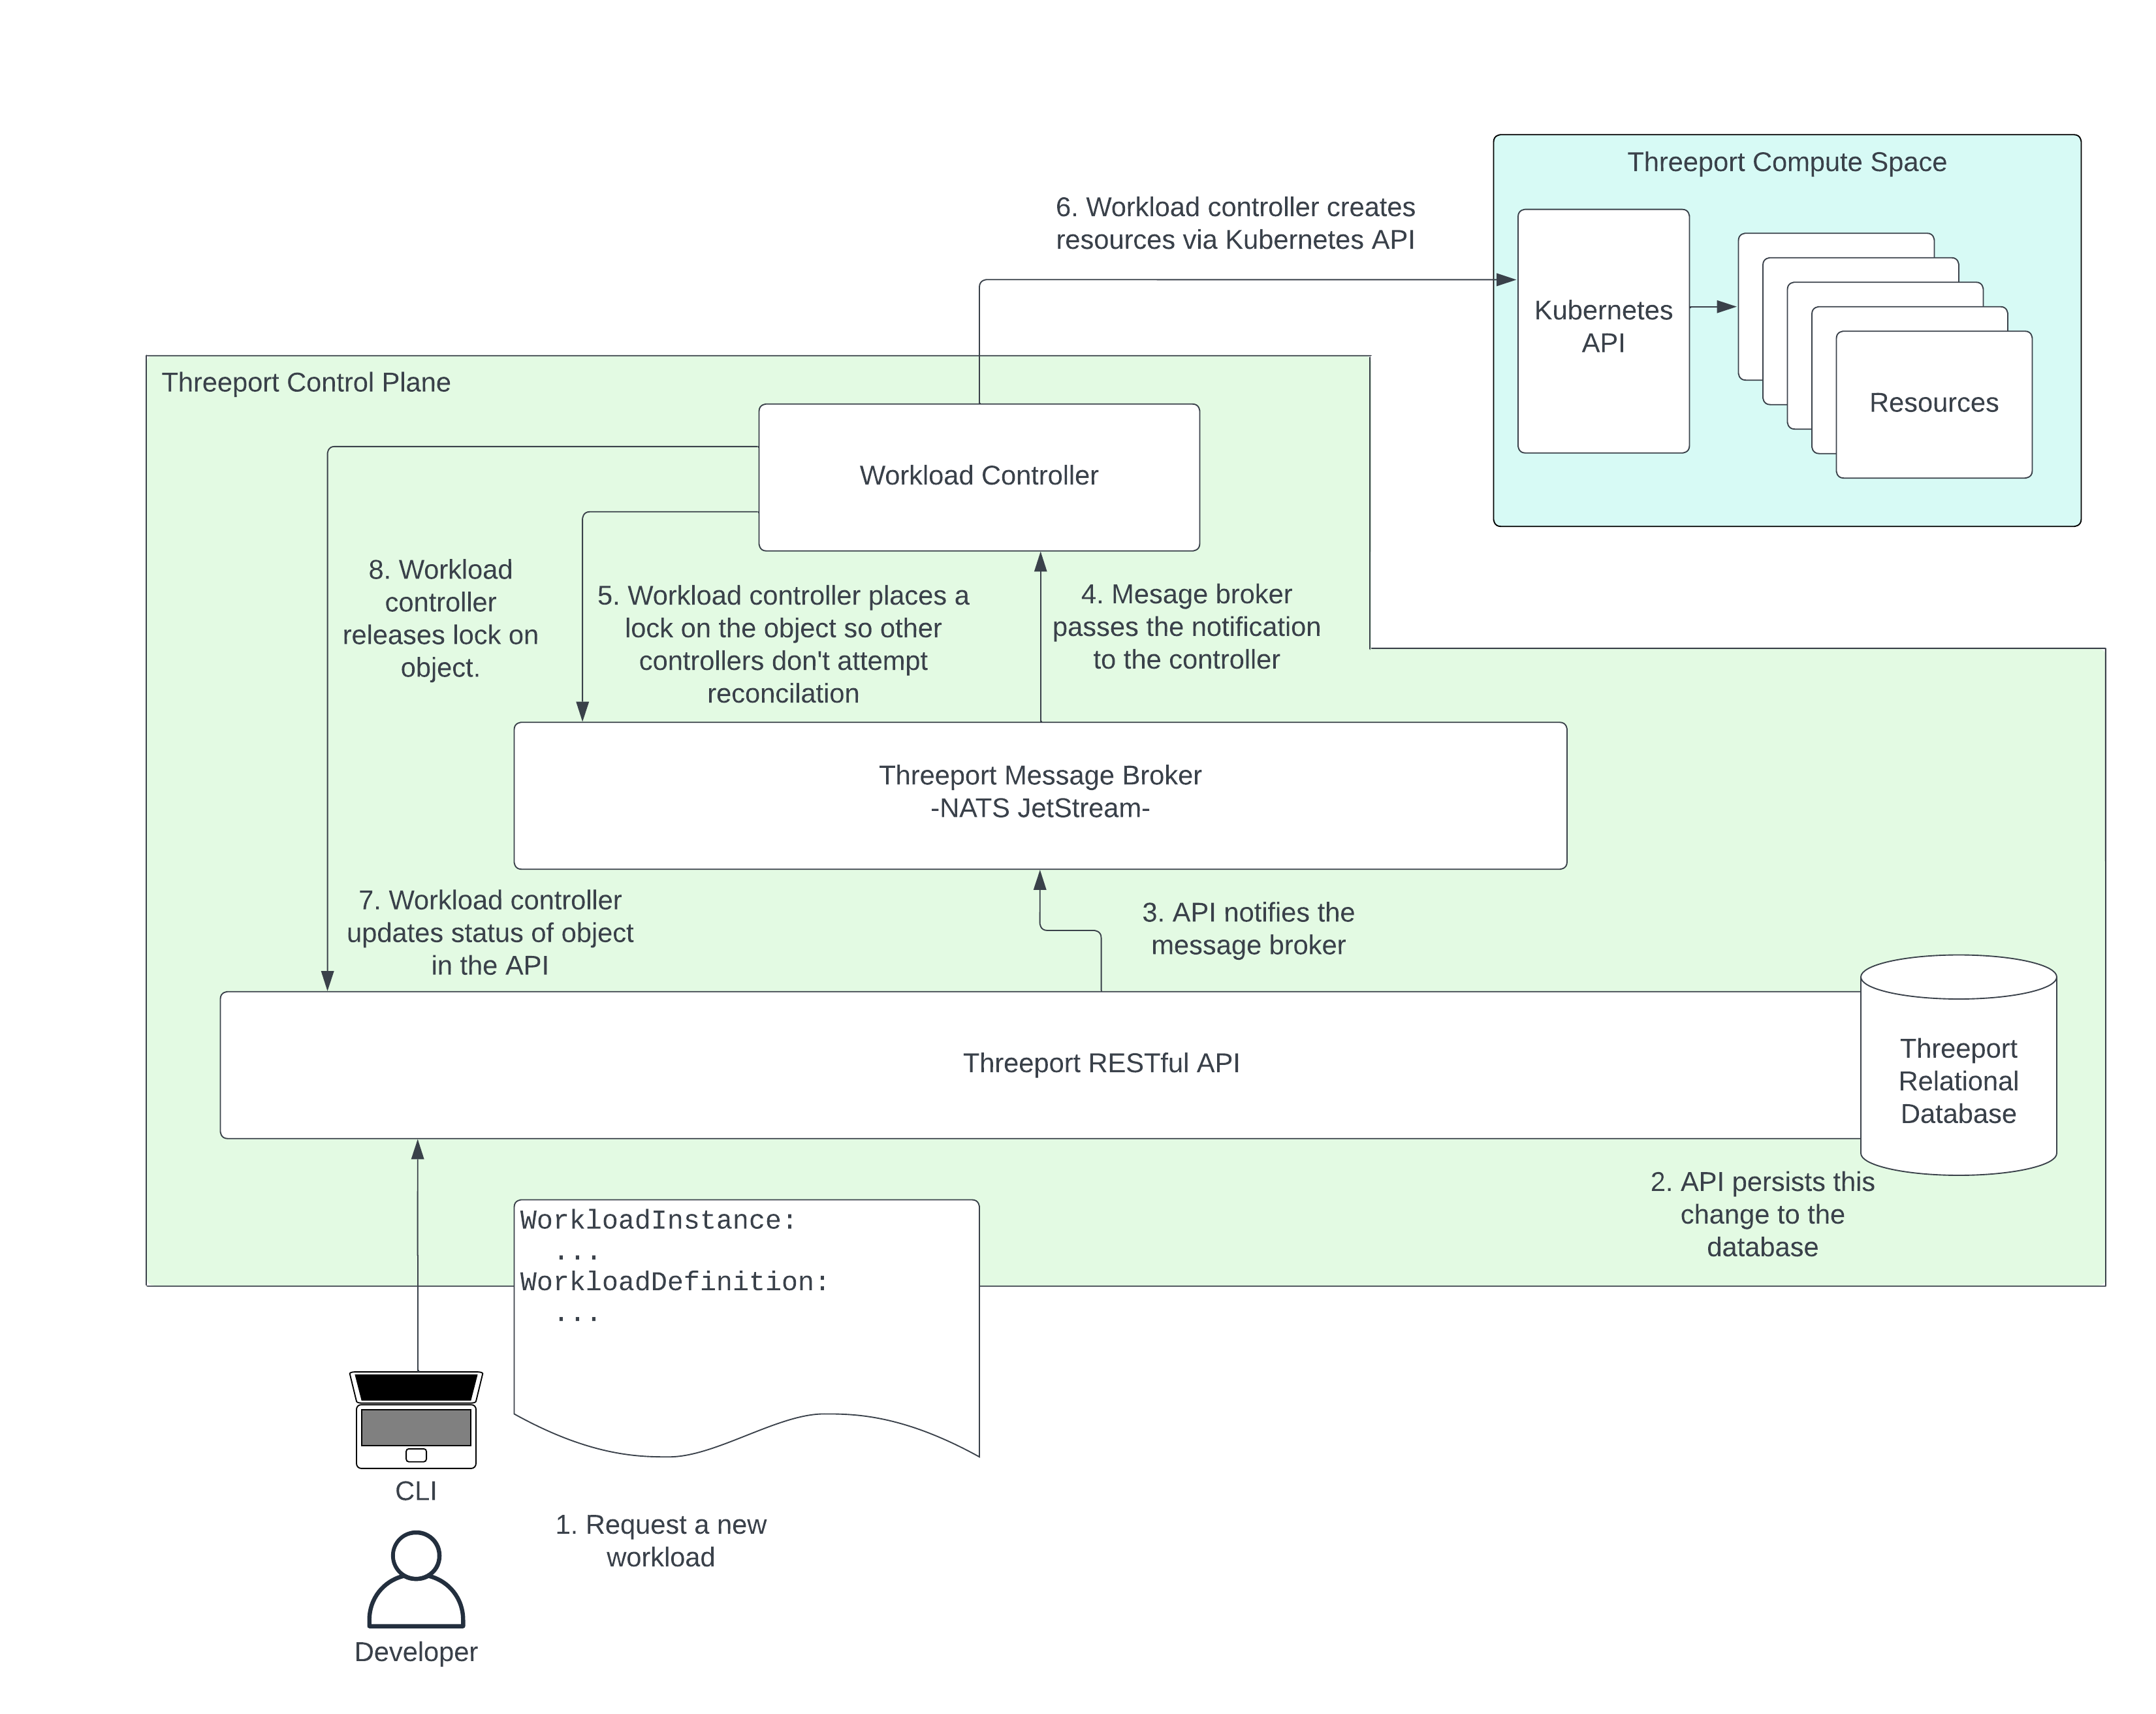 Threeport Compute Space
6. Workload controller creates
resources via Kubernetes API
Kubernetes
API
Resources
Threeport Control Plane
Workload Controller
8. Workload
controller
releases lock on
object.
5. Workload controller places a
lock on the object so other
controllers don't attempt
reconcilation
4. Mesage broker
passes the notification
to the controller
Threeport Message Broker
-NATS JetStream-
7. Workload controller
updates status of object
in the API
3. API notifies the
message broker
Threeport RESTful API
Threeport
Relational
Database
2. API persists this
change to the
database
WorkloadInstance:
...
WorkloadDefinition:
...
CLI
1. Request a new
workload
Developer